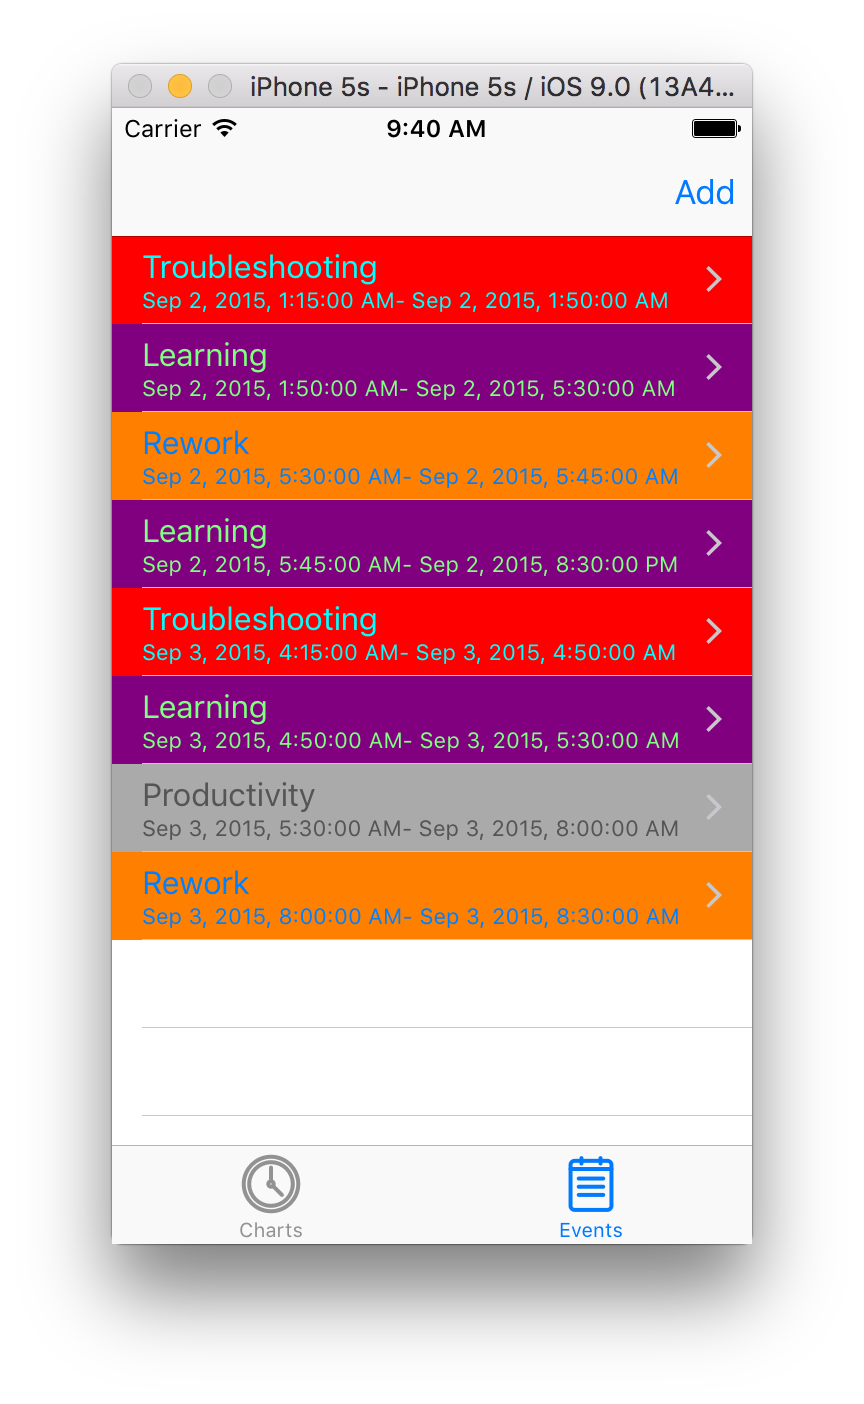 iPhone 5s - iPhone 5s / iOS 9.0 (13A4...
Carrier 9:40 AM
Add
Troubleshooting
Sep 2, 2015, 1:15:00 AM- Sep 2, 2015, 1:50:00 AM
Learning
Sep 2, 2015, 1:50:00 AM- Sep 2, 2015, 5:30:00 AM
Rework
Sep 2, 2015, 5:30:00 AM- Sep 2, 2015, 5:45:00 AM
Learning
Sep 2, 2015, 5:45:00 AM- Sep 2, 2015, 8:30:00 PM
Troubleshooting
Sep 3, 2015, 4:15:00 AM- Sep 3, 2015, 4:50:00 AM
Learning
Sep 3, 2015, 4:50:00 AM- Sep 3, 2015, 5:30:00 AM
Productivity
Sep 3, 2015, 5:30:00 AM- Sep 3, 2015, 8:00:00 AM
Rework
Sep 3, 2015, 8:00:00 AM- Sep 3, 2015, 8:30:00 AM
Charts Events